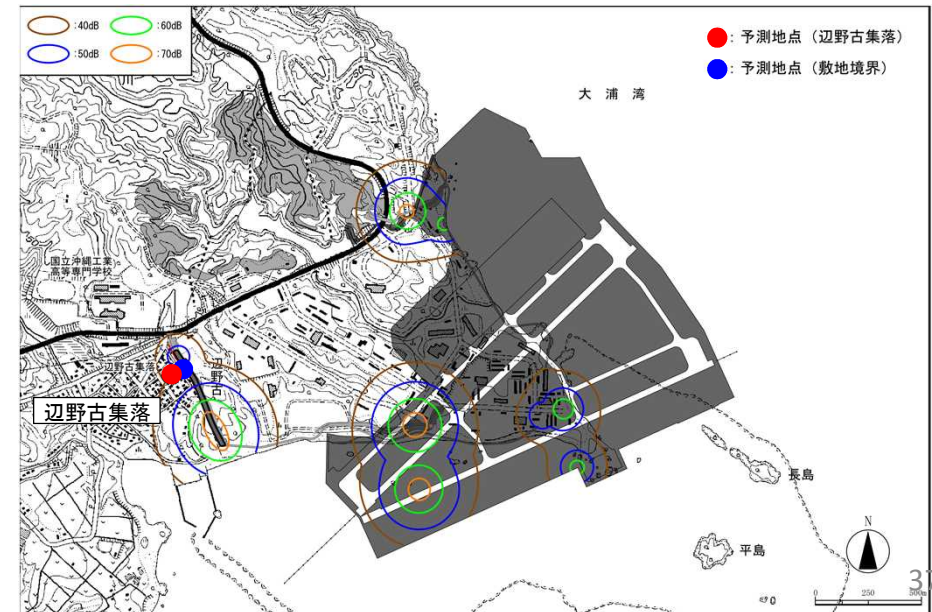 :40dB
:60dB
:50dB
:70dB
: 予測地点（辺野古集落）
: 予測地点（敷地境界）
大浦湾
国立沖縄工業
高等専門学校
辺野古集落
辺野古
辺野古集落
長島
平島
N
0 250 500m
37